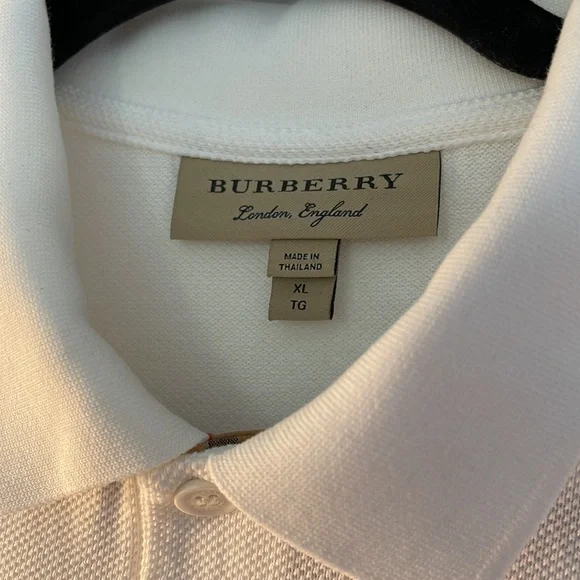 BURBERRY
London, England
MADE IN
THAILAND
XL
TG